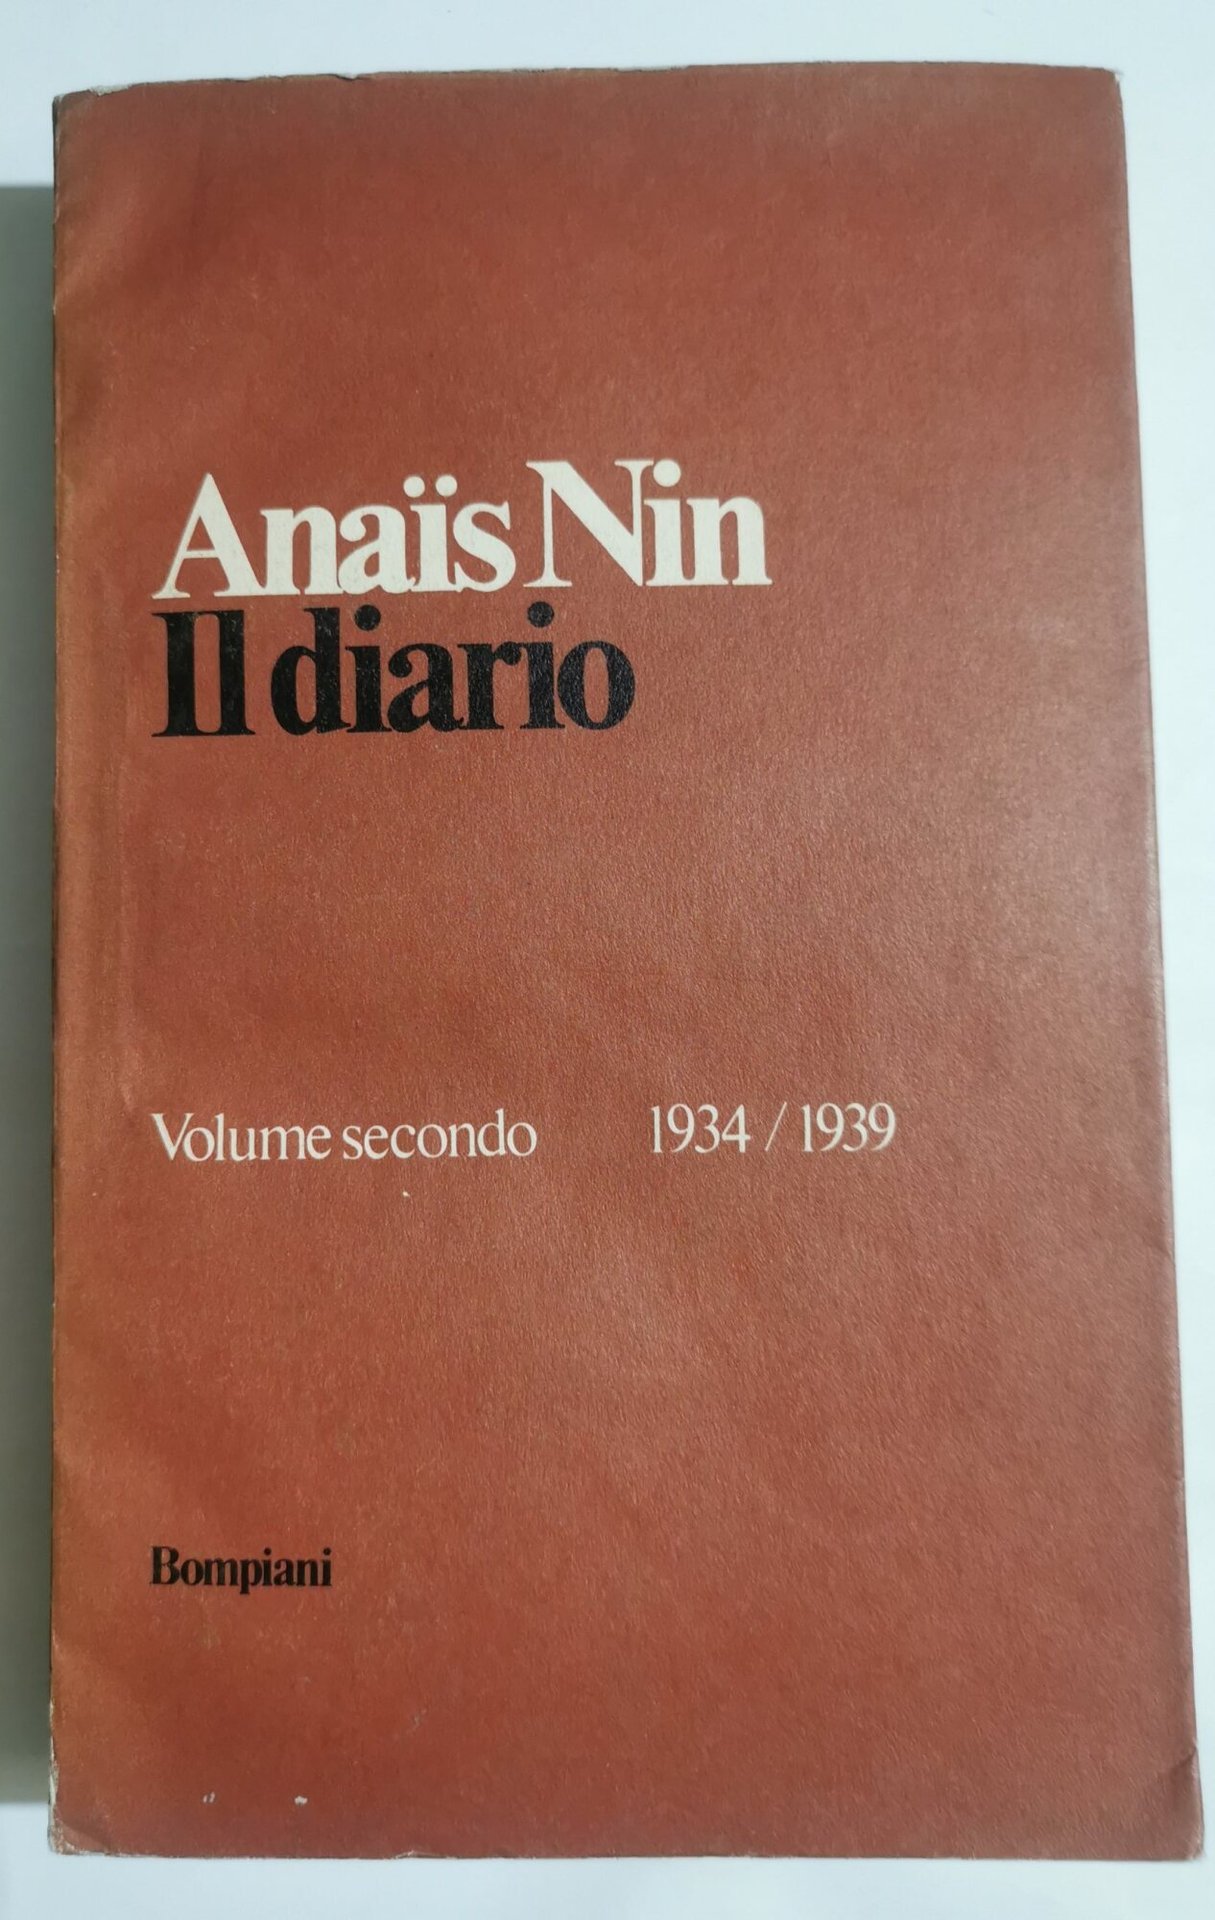 Anaïs Nin
Il diario
Volume secondo 1934 / 1939
Bompiani